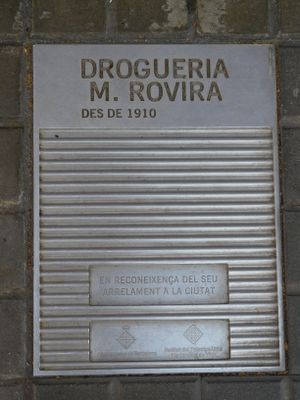 DROGUERIA
M. ROVIRA
DES DE 1910
EN RECONEIXENÇA DEL SEU
ARRELAMENT A LA CIUTAT